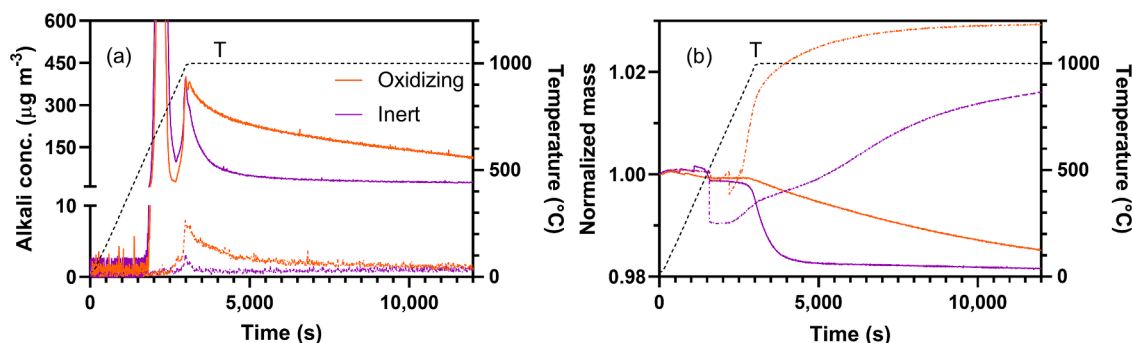 (a)
T
Oxidizing
Inert
Alkali conc. (μg m⁻³)
600
450
300
150
10
0
0
5,000
10,000
Time (s)
1000
500
0
Temperature (°C)
(b)
T
Normalized mass
1.02
1.00
0.98
0
5,000
10,000
Time (s)
1000
500
0
Temperature (°C)